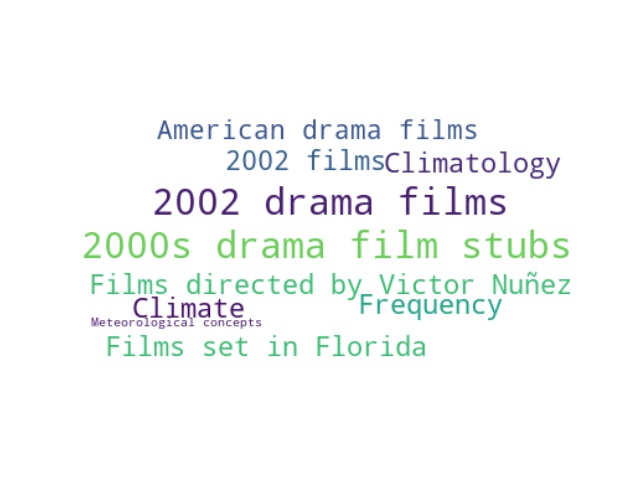 American drama films
2002 films Climatology
2002 drama films
2000s drama film stubs
Films directed by Victor Nuñez
Climate Frequency
Meteorological concepts
Films set in Florida